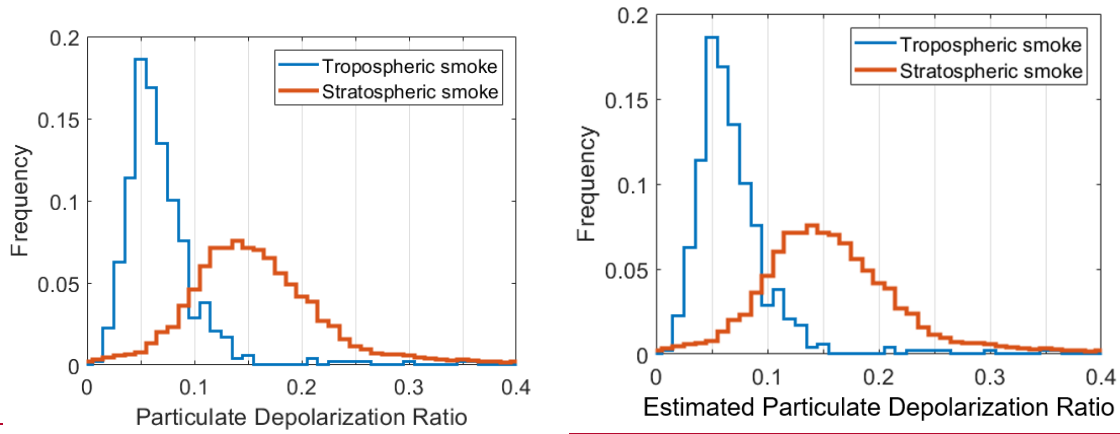 0.2
0.15
0.1
0.05
0
Frequency
Tropospheric smoke
Stratospheric smoke
0 0.1 0.2 0.3 0.4
Particulate Depolarization Ratio
0.2
0.15
0.1
0.05
0
Frequency
Tropospheric smoke
Stratospheric smoke
0 0.1 0.2 0.3 0.4
Estimated Particulate Depolarization Ratio